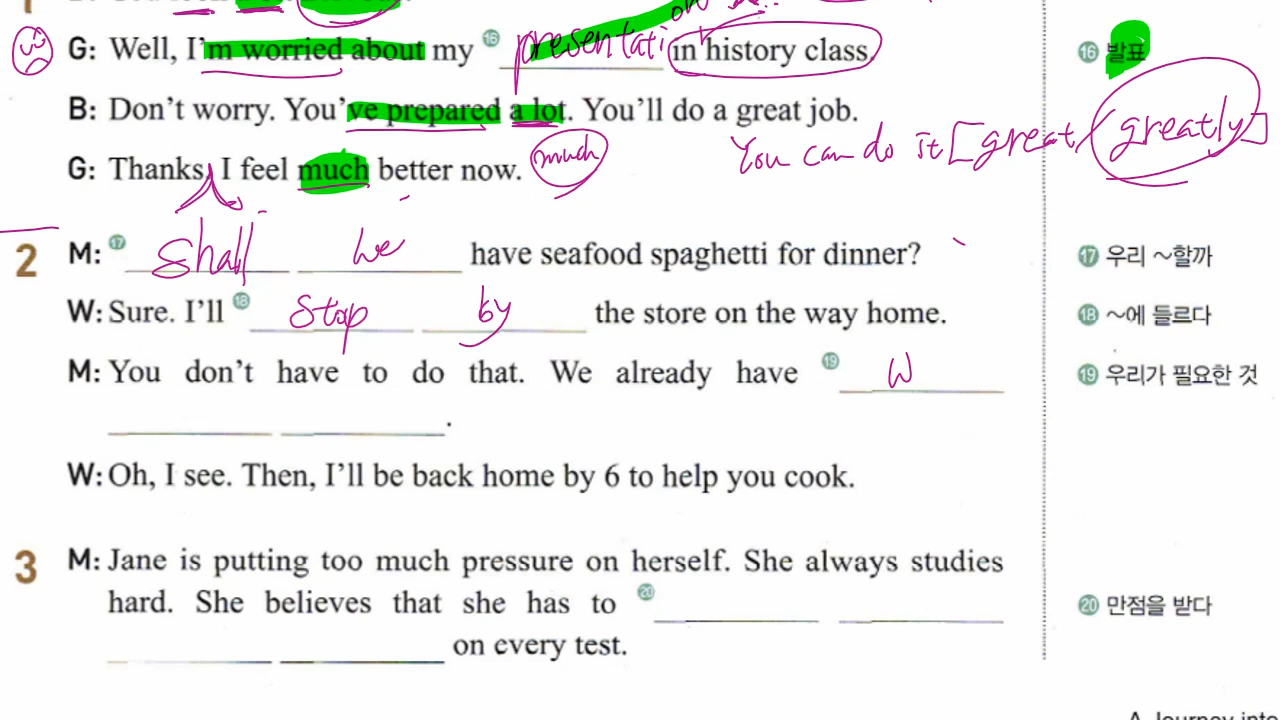 1
G: Well, I'm worried about my ⑯ presentation in history class. ⑯ 발표
B: Don't worry. You've prepared a lot. You'll do a great job.
You can do it [great / greatly]
G: Thanks, I feel much better now. much
2 M: ⑰ Shall we have seafood spaghetti for dinner? ⑰ 우리 ~할까
W: Sure. I'll ⑱ stop by the store on the way home. ⑱ ~에 들르다
M: You don't have to do that. We already have ⑲ W ⑲ 우리가 필요한 것
.
W: Oh, I see. Then, I'll be back home by 6 to help you cook.
3 M: Jane is putting too much pressure on herself. She always studies
hard. She believes that she has to ⑳ ⑳ 만점을 받다
on every test.
A Journey into